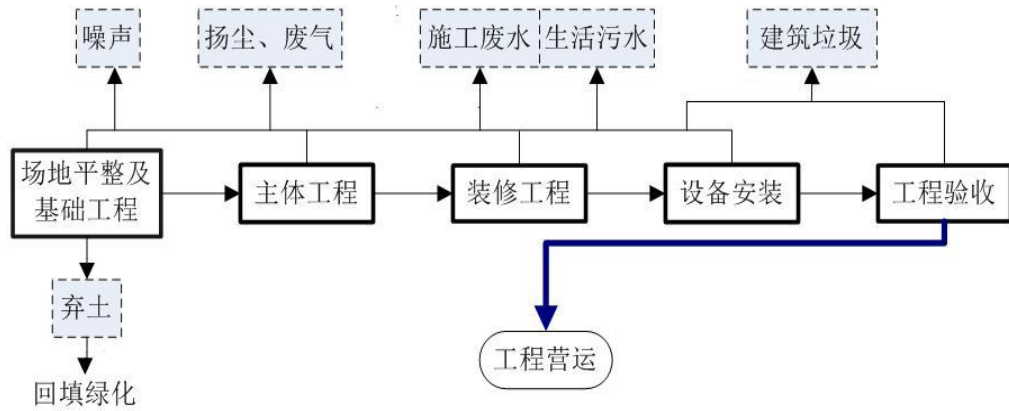 噪声
扬尘、废气
施工废水
生活污水
建筑垃圾
场地平整及
基础工程
主体工程
装修工程
设备安装
工程验收
弃土
工程营运
回填绿化